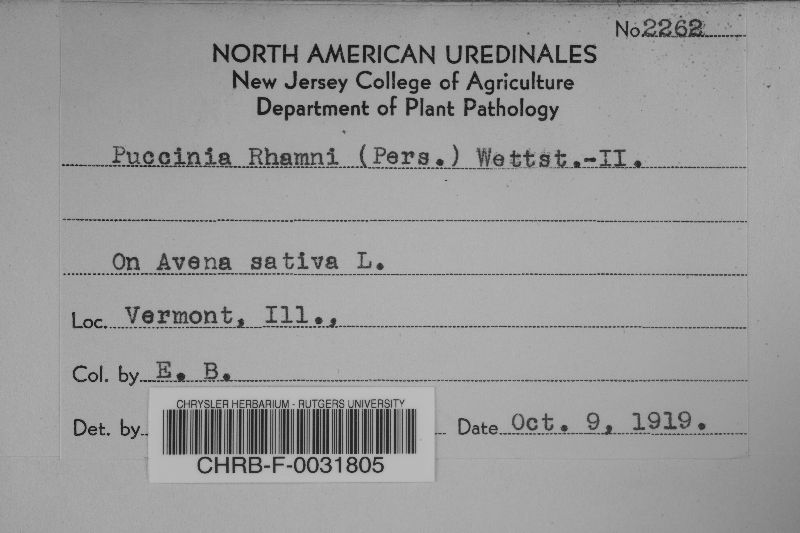 No. 2262
NORTH AMERICAN UREDINALES
New Jersey College of Agriculture
Department of Plant Pathology
Puccinia Rhamni (Pers.) Wettst.-II.
On Avena sativa L.
Loc. Vermont, Ill.,
Col. by E. B.
Det. by
Date Oct. 9, 1919.
CHRYSLER HERBARIUM - RUTGERS UNIVERSITY
CHRB-F-0031805